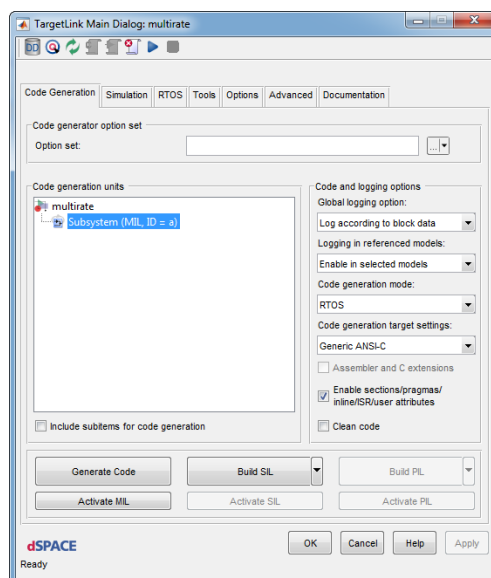 TargetLink Main Dialog: multirate
DD
Code Generation Simulation RTOS Tools Options Advanced Documentation
Code generator option set
Option set:
...
Code generation units
multirate
Subsystem (MIL, ID = a)
Include subitems for code generation
Code and logging options
Global logging option:
Log according to block data
Logging in referenced models:
Enable in selected models
Code generation mode:
RTOS
Code generation target settings:
Generic ANSI-C
Assembler and C extensions
Enable sections/pragmas/
inline/ISR/user attributes
Clean code
Generate Code Build SIL Build PIL
Activate MIL Activate SIL Activate PIL
dSPACE
OK Cancel Help Apply
Ready